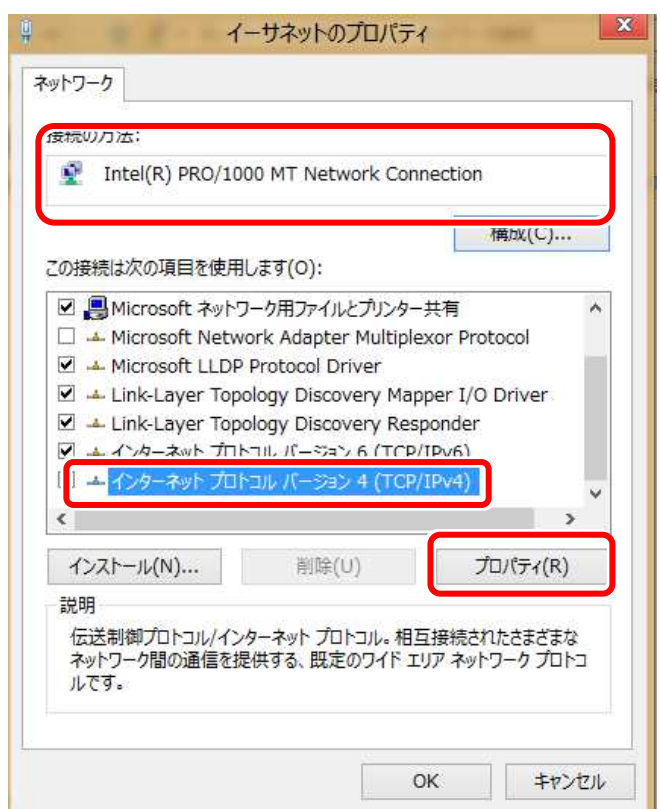 イーサネットのプロパティ
ネットワーク
接続の方法:
Intel(R) PRO/1000 MT Network Connection
構成(C)...
この接続は次の項目を使用します(O):
Microsoft ネットワーク用ファイルとプリンター共有
Microsoft Network Adapter Multiplexor Protocol
Microsoft LLDP Protocol Driver
Link-Layer Topology Discovery Mapper I/O Driver
Link-Layer Topology Discovery Responder
インターネット プロトコル バージョン 6 (TCP/IPv6)
インターネット プロトコル バージョン 4 (TCP/IPv4)
インストール(N)...
削除(U)
プロパティ(R)
説明
伝送制御プロトコル/インターネット プロトコル。相互接続されたさまざまな
ネットワーク間の通信を提供する、既定のワイド エリア ネットワーク プロトコ
ルです。
OK
キャンセル